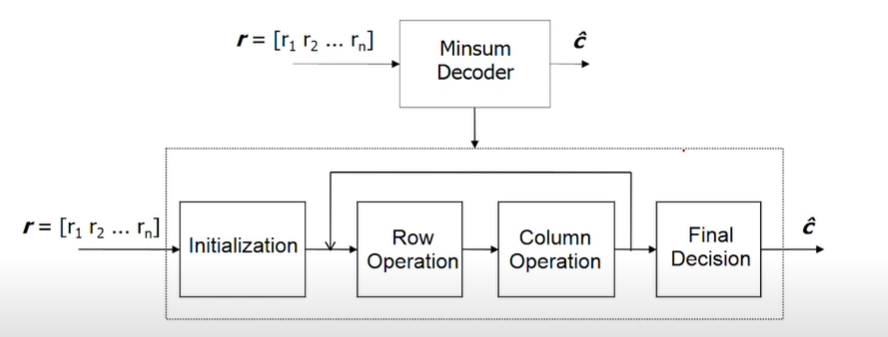 r = [r₁ r₂ ... rₙ]
Minsum
Decoder
ĉ
r = [r₁ r₂ ... rₙ]
Initialization
Row
Operation
Column
Operation
Final
Decision
ĉ